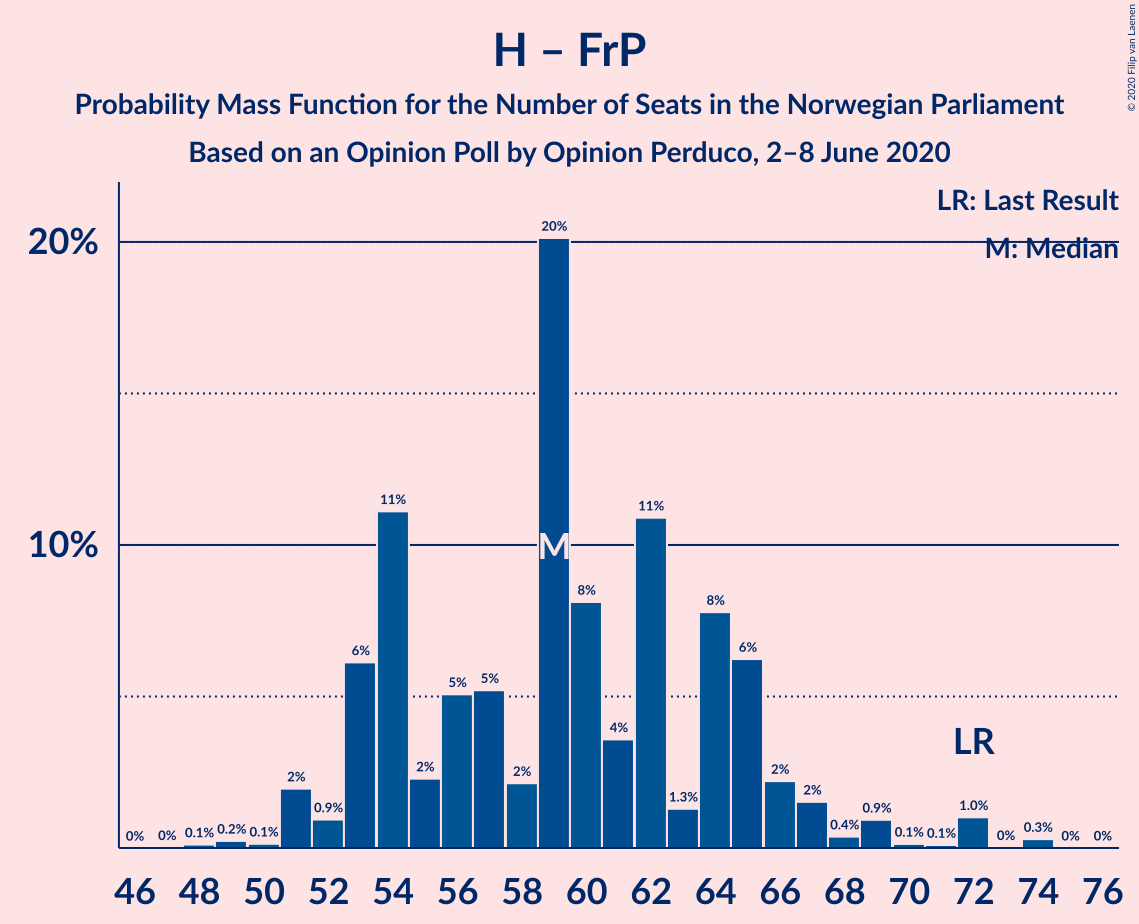 H – FrP
Probability Mass Function for the Number of Seats in the Norwegian Parliament
Based on an Opinion Poll by Opinion Perduco, 2–8 June 2020
© 2020 Filip van Laenen
LR: Last Result
M: Median
20%
10%
0% 0% 0.1% 0.2% 0.1% 2% 0.9% 6% 11% 2% 5% 5% 2% 20% 8% 4% 11% 1.3% 8% 6% 2% 2% 0.4% 0.9% 0.1% 0.1% 1.0% 0% 0.3% 0% 0%
M
LR
46 48 50 52 54 56 58 60 62 64 66 68 70 72 74 76